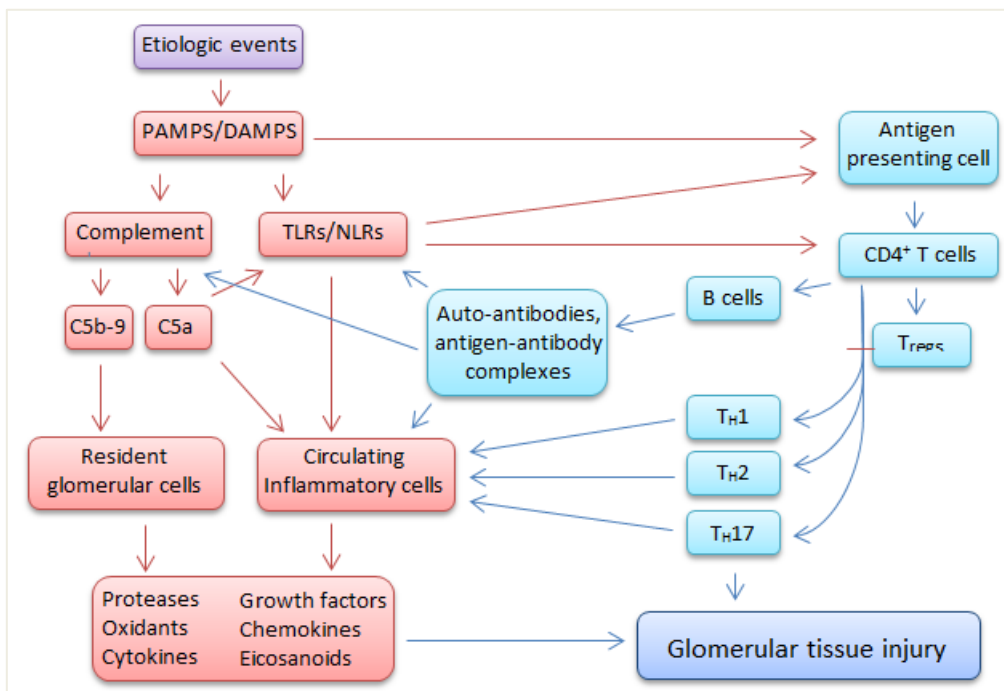 Etiologic events
PAMPS/DAMPS
Antigen
presenting cell
Complement
TLRs/NLRs
CD4⁺ T cells
C5b-9
C5a
B cells
Auto-antibodies,
antigen-antibody
complexes
Tregs
TH1
Resident
glomerular cells
Circulating
Inflammatory cells
TH2
TH17
Proteases
Growth factors
Oxidants
Chemokines
Cytokines
Eicosanoids
Glomerular tissue injury